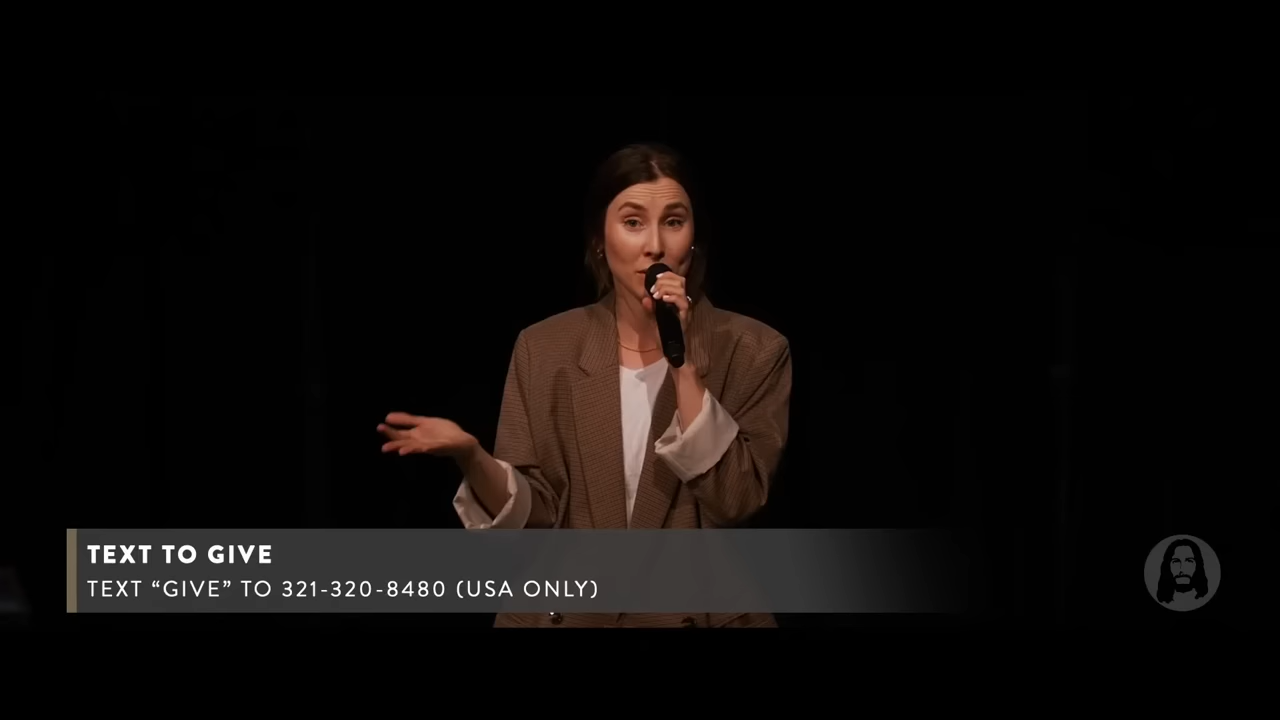 TEXT TO GIVE
TEXT “GIVE” TO 321-320-8480 (USA ONLY)